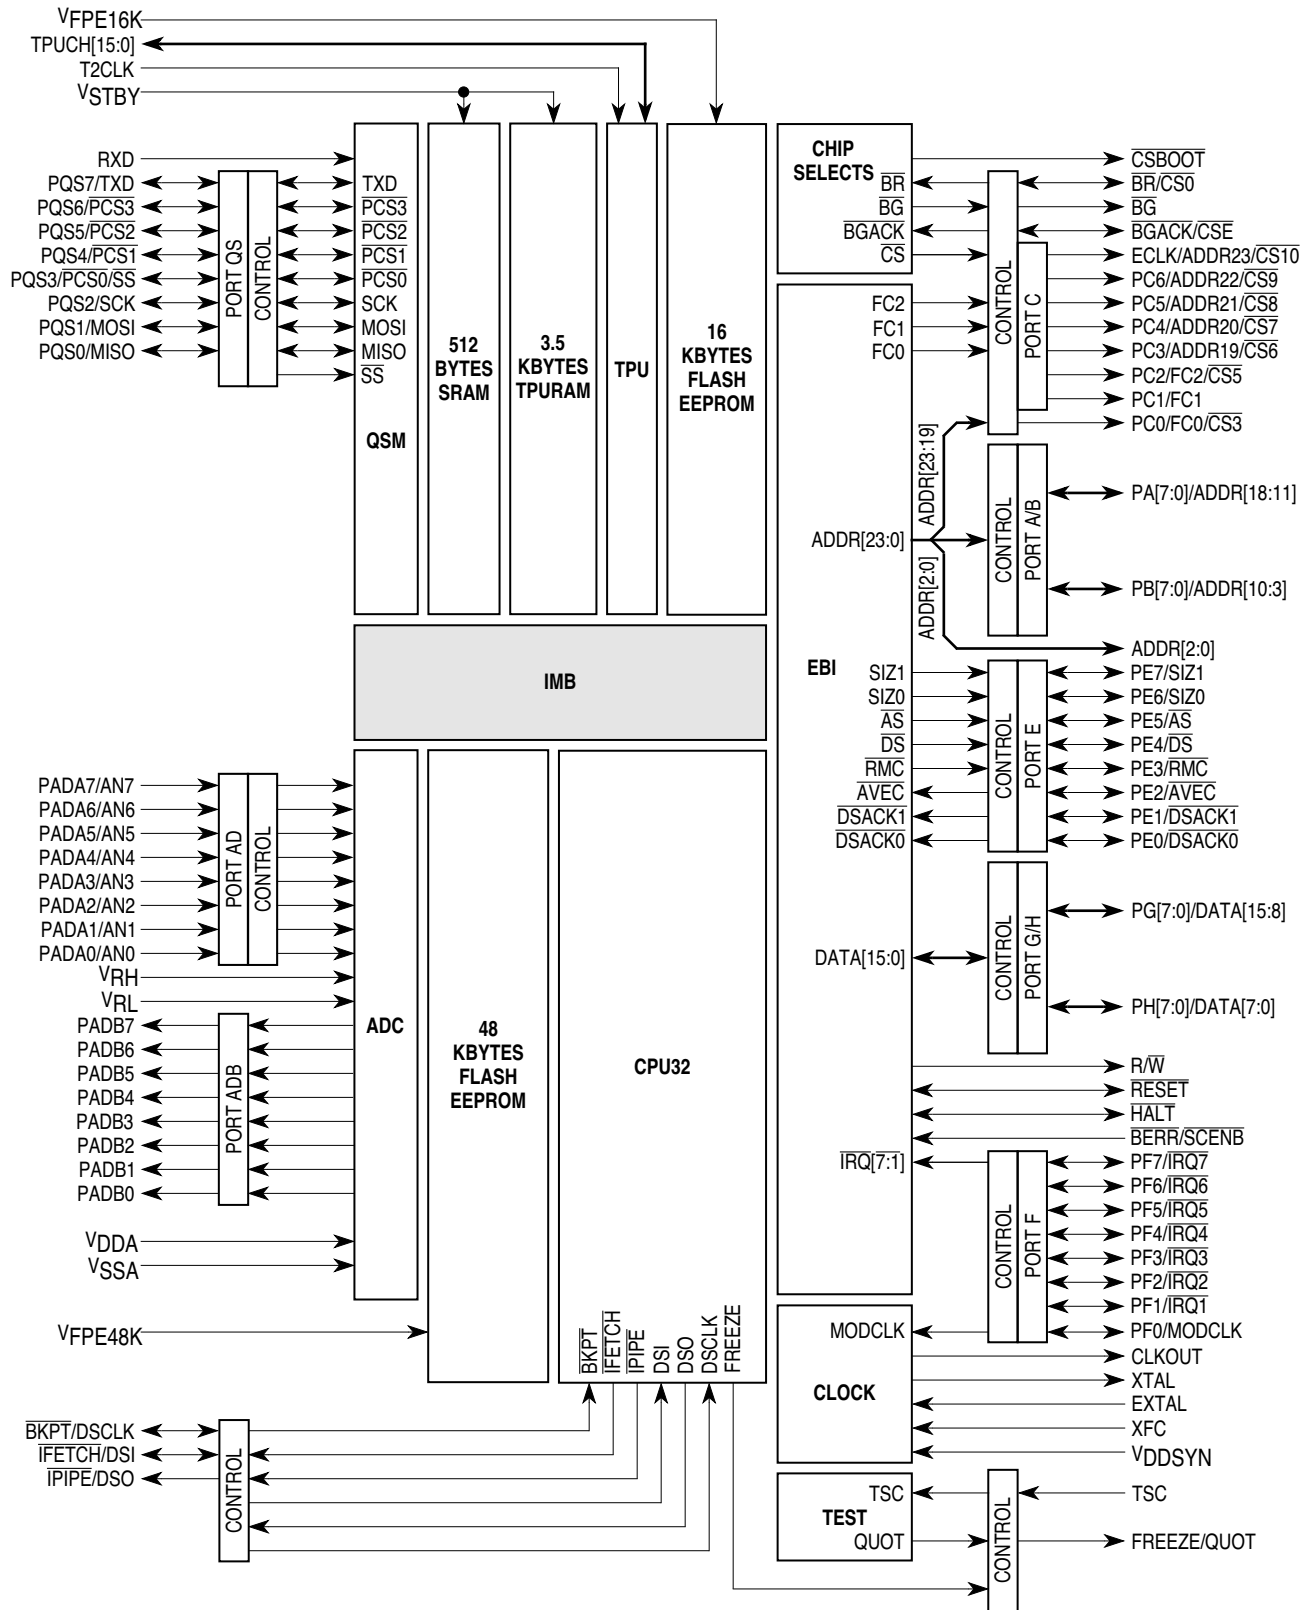 VFPE16K
TPUCH[15:0]
T2CLK
VSTBY
RXD
PQS7/TXD
PQS6/PCS3
PQS5/PCS2
PQS4/PCS1
PQS3/PCS0/SS
PQS2/SCK
PQS1/MOSI
PQS0/MISO
PORT QS
CONTROL
TXD
PCS3
PCS2
PCS1
PCS0
SCK
MOSI
MISO
SS
QSM
512
BYTES
SRAM
3.5
KBYTES
TPURAM
TPU
16
KBYTES
FLASH
EEPROM
CHIP
SELECTS
BR
BG
BGACK
CS
FC2
FC1
FC0
CONTROL
PORT C
CSBOOT
BR/CS0
BG
BGACK/CSE
ECLK/ADDR23/CS10
PC6/ADDR22/CS9
PC5/ADDR21/CS8
PC4/ADDR20/CS7
PC3/ADDR19/CS6
PC2/FC2/CS5
PC1/FC1
PC0/FC0/CS3
ADDR[23:19]
ADDR[23:0]
ADDR[2:0]
CONTROL
PORT A/B
PA[7:0]/ADDR[18:11]
PB[7:0]/ADDR[10:3]
ADDR[2:0]
IMB
EBI
SIZ1
SIZ0
AS
DS
RMC
AVEC
DSACK1
DSACK0
CONTROL
PORT E
PE7/SIZ1
PE6/SIZ0
PE5/AS
PE4/DS
PE3/RMC
PE2/AVEC
PE1/DSACK1
PE0/DSACK0
PADA7/AN7
PADA6/AN6
PADA5/AN5
PADA4/AN4
PADA3/AN3
PADA2/AN2
PADA1/AN1
PADA0/AN0
PORT AD
CONTROL
VRH
VRL
PADB7
PADB6
PADB5
PADB4
PADB3
PADB2
PADB1
PADB0
PORT ADB
VDDA
VSSA
ADC
48
KBYTES
FLASH
EEPROM
CPU32
DATA[15:0]
CONTROL
PORT G/H
PG[7:0]/DATA[15:8]
PH[7:0]/DATA[7:0]
R/W
RESET
HALT
BERR/SCENB
IRQ[7:1]
CONTROL
PORT F
PF7/IRQ7
PF6/IRQ6
PF5/IRQ5
PF4/IRQ4
PF3/IRQ3
PF2/IRQ2
PF1/IRQ1
PF0/MODCLK
VFPE48K
BKPT
IFETCH
IPIPE
DSI
DSO
DSCLK
FREEZE
MODCLK
CLOCK
CLKOUT
XTAL
EXTAL
XFC
VDDSYN
BKPT/DSCLK
IFETCH/DSI
IPIPE/DSO
CONTROL
TSC
TEST
QUOT
CONTROL
TSC
FREEZE/QUOT